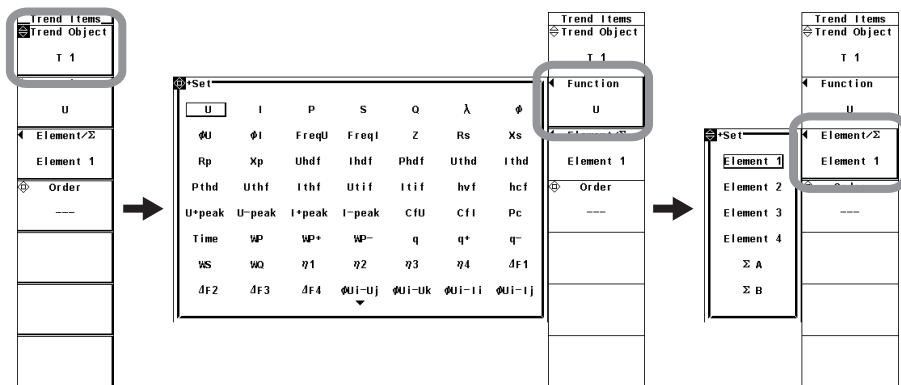 Trend Items
Trend Object
T 1
U
Element/Σ
Element 1
Order
---
+Set
U I P S Q λ ϕ
ϕU ϕI FreqU FreqI Z Rs Xs
Rp Xp Uhdf Ihdf Phdf Uthd Ithd
Pthd Uthf Ithf Utif Itif hvf hcf
U+peak U-peak I+peak I-peak CfU CfI Pc
Time WP WP+ WP- q q+ q-
WS WQ η1 η2 η3 η4 ΔF1
ΔF2 ΔF3 ΔF4 ϕUi-Uj ϕUi-Uk ϕUi-Ii ϕUi-Ij
Trend Items
Trend Object
T 1
Function
U
Element/Σ
Element 1
Order
---
+Set
Element 1
Element 2
Element 3
Element 4
Σ A
Σ B
Trend Items
Trend Object
T 1
Function
U
Element/Σ
Element 1
---